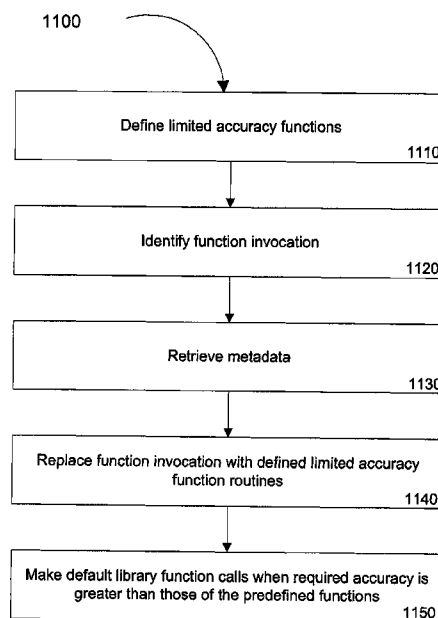 1100
Define limited accuracy functions
1110
Identify function invocation
1120
Retrieve metadata
1130
Replace function invocation with defined limited accuracy
function routines
1140
Make default library function calls when required accuracy is
greater than those of the predefined functions
1150